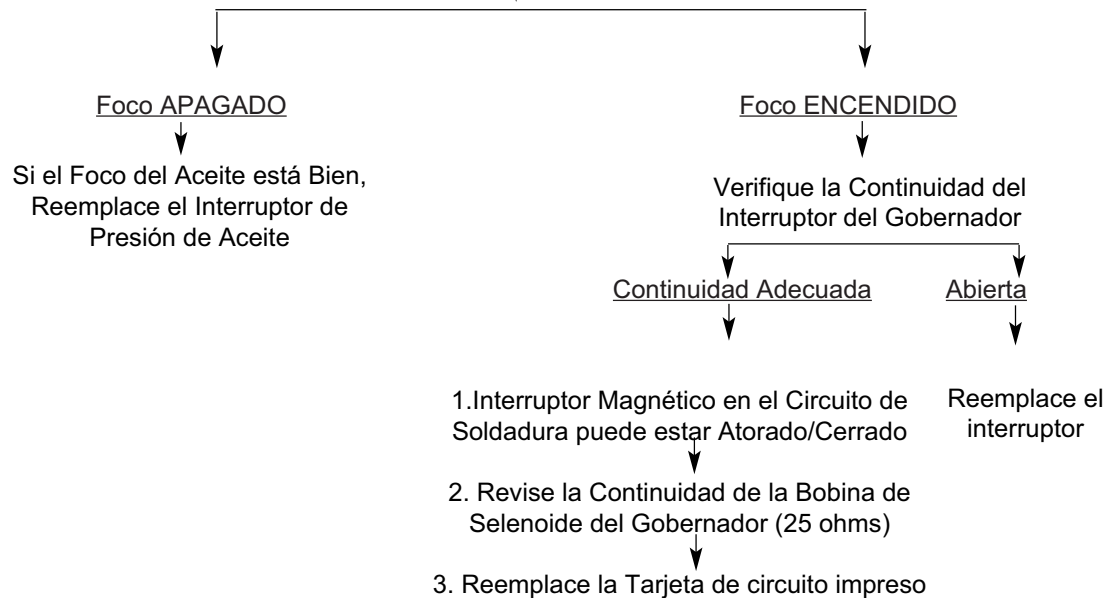 Foco APAGADO
Si el Foco del Aceite está Bien,
Reemplace el Interruptor de
Presión de Aceite
Foco ENCENDIDO
Verifique la Continuidad del
Interruptor del Gobernador
Continuidad Adecuada
1.Interruptor Magnético en el Circuito de
Soldadura puede estar Atorado/Cerrado
2. Revise la Continuidad de la Bobina de
Selenoide del Gobernador (25 ohms)
3. Reemplace la Tarjeta de circuito impreso
Abierta
Reemplace el
interruptor